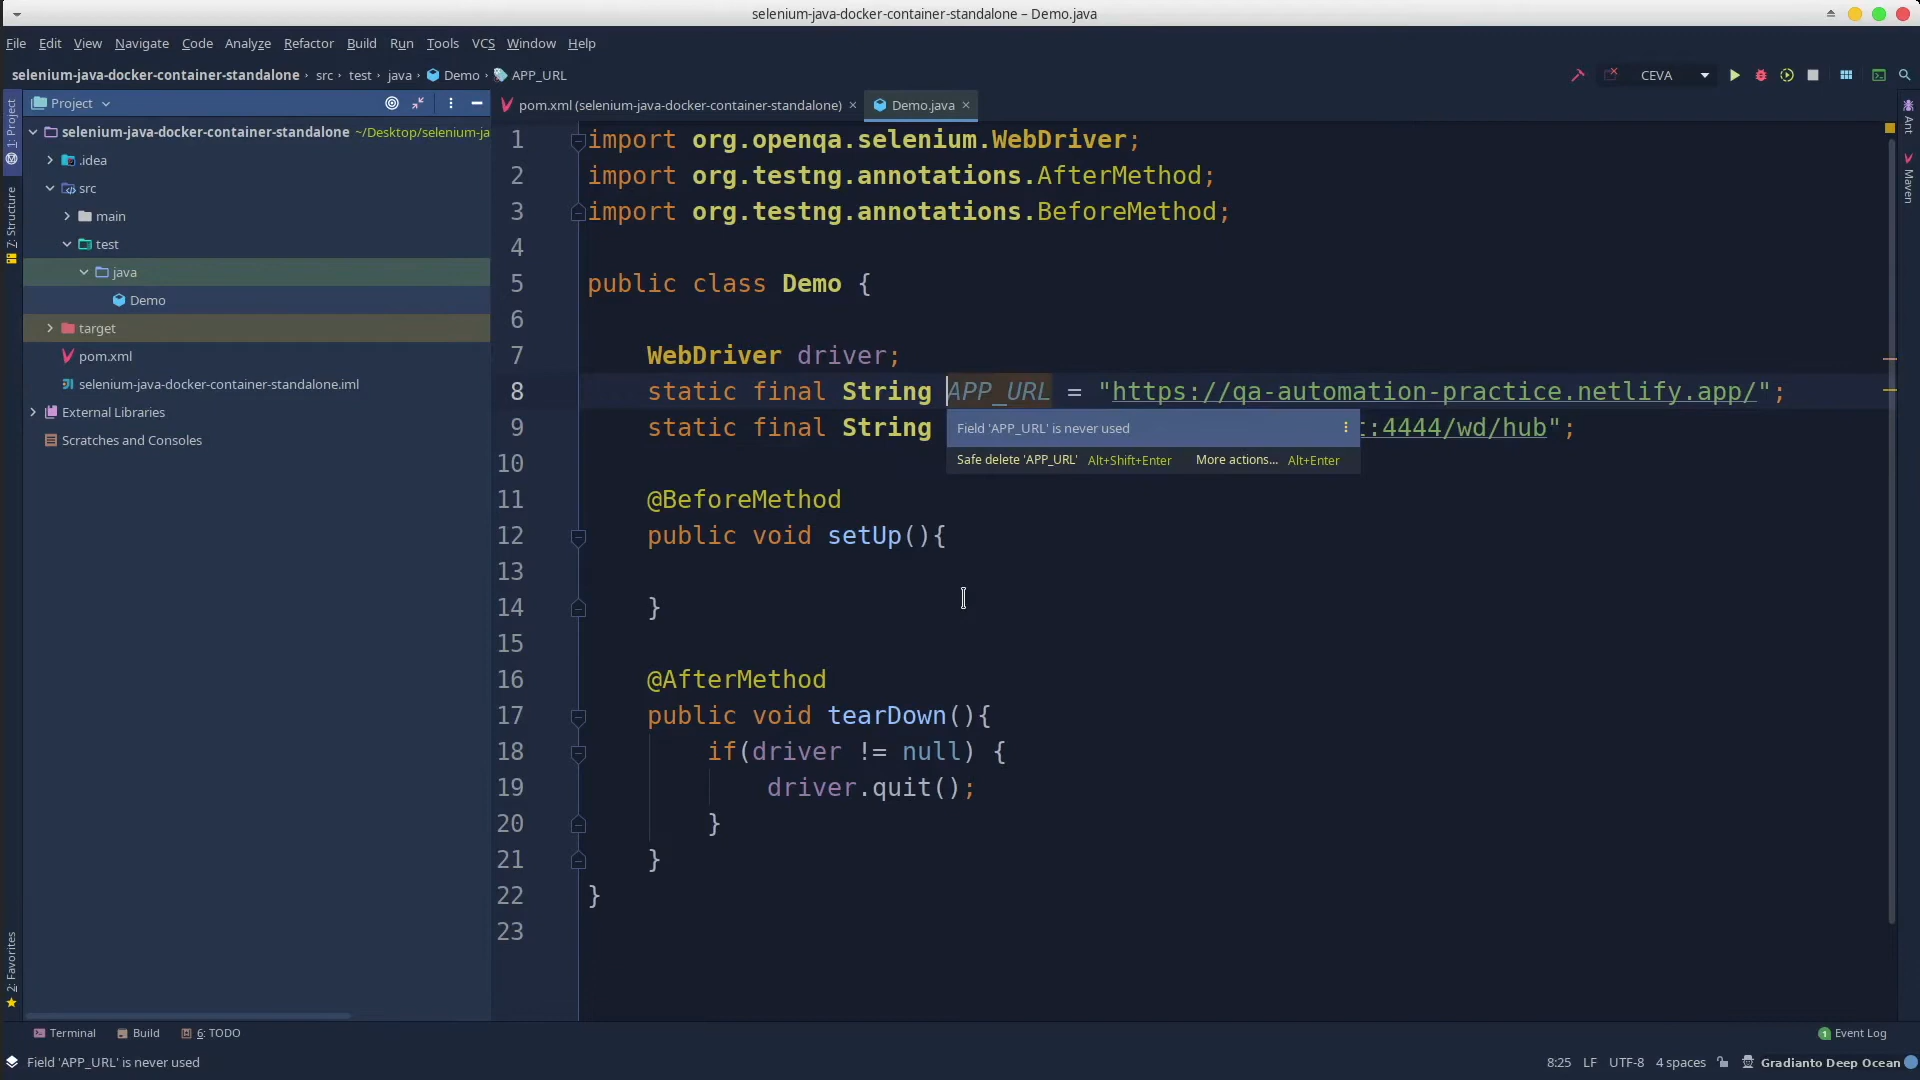 selenium-java-docker-container-standalone – Demo.java
File Edit View Navigate Code Analyze Refactor Build Run Tools VCS Window Help
selenium-java-docker-container-standalone › src › test › java › Demo › APP_URL
CEVA
Project
pom.xml (selenium-java-docker-container-standalone) ×
Demo.java ×
1: Project
7: Structure
2: Favorites
Ant
Maven
selenium-java-docker-container-standalone ~/Desktop/selenium-ja
.idea
src
main
test
java
Demo
target
pom.xml
selenium-java-docker-container-standalone.iml
External Libraries
Scratches and Consoles
1 import org.openqa.selenium.WebDriver;
2 import org.testng.annotations.AfterMethod;
3 import org.testng.annotations.BeforeMethod;
4
5 public class Demo {
6
7 WebDriver driver;
8 static final String APP_URL = "https://qa-automation-practice.netlify.app/";
9 static final String t:4444/wd/hub";
Field 'APP_URL' is never used
Safe delete 'APP_URL' Alt+Shift+Enter More actions... Alt+Enter
10
11 @BeforeMethod
12 public void setUp(){
13
14 }
15
16 @AfterMethod
17 public void tearDown(){
18 if(driver != null) {
19 driver.quit();
20 }
21 }
22 }
23
Terminal Build 6: TODO
1 Event Log
Field 'APP_URL' is never used
8:25 LF UTF-8 4 spaces Gradianto Deep Ocean